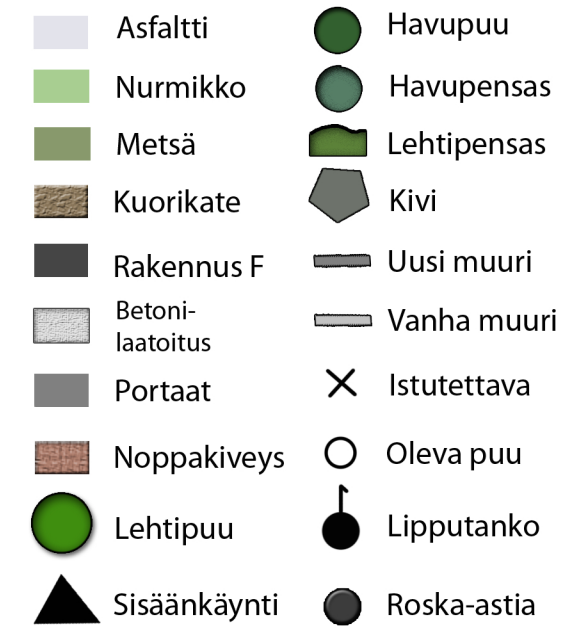 Asfaltti
Nurmikko
Metsä
Kuorikate
Rakennus F
Betoni-
laatoitus
Portaat
Noppakiveys
Lehtipuu
Sisäänkäynti
Havupuu
Havupensas
Lehtipensas
Kivi
Uusi muuri
Vanha muuri
Istutettava
Oleva puu
Lipputanko
Roska-astia